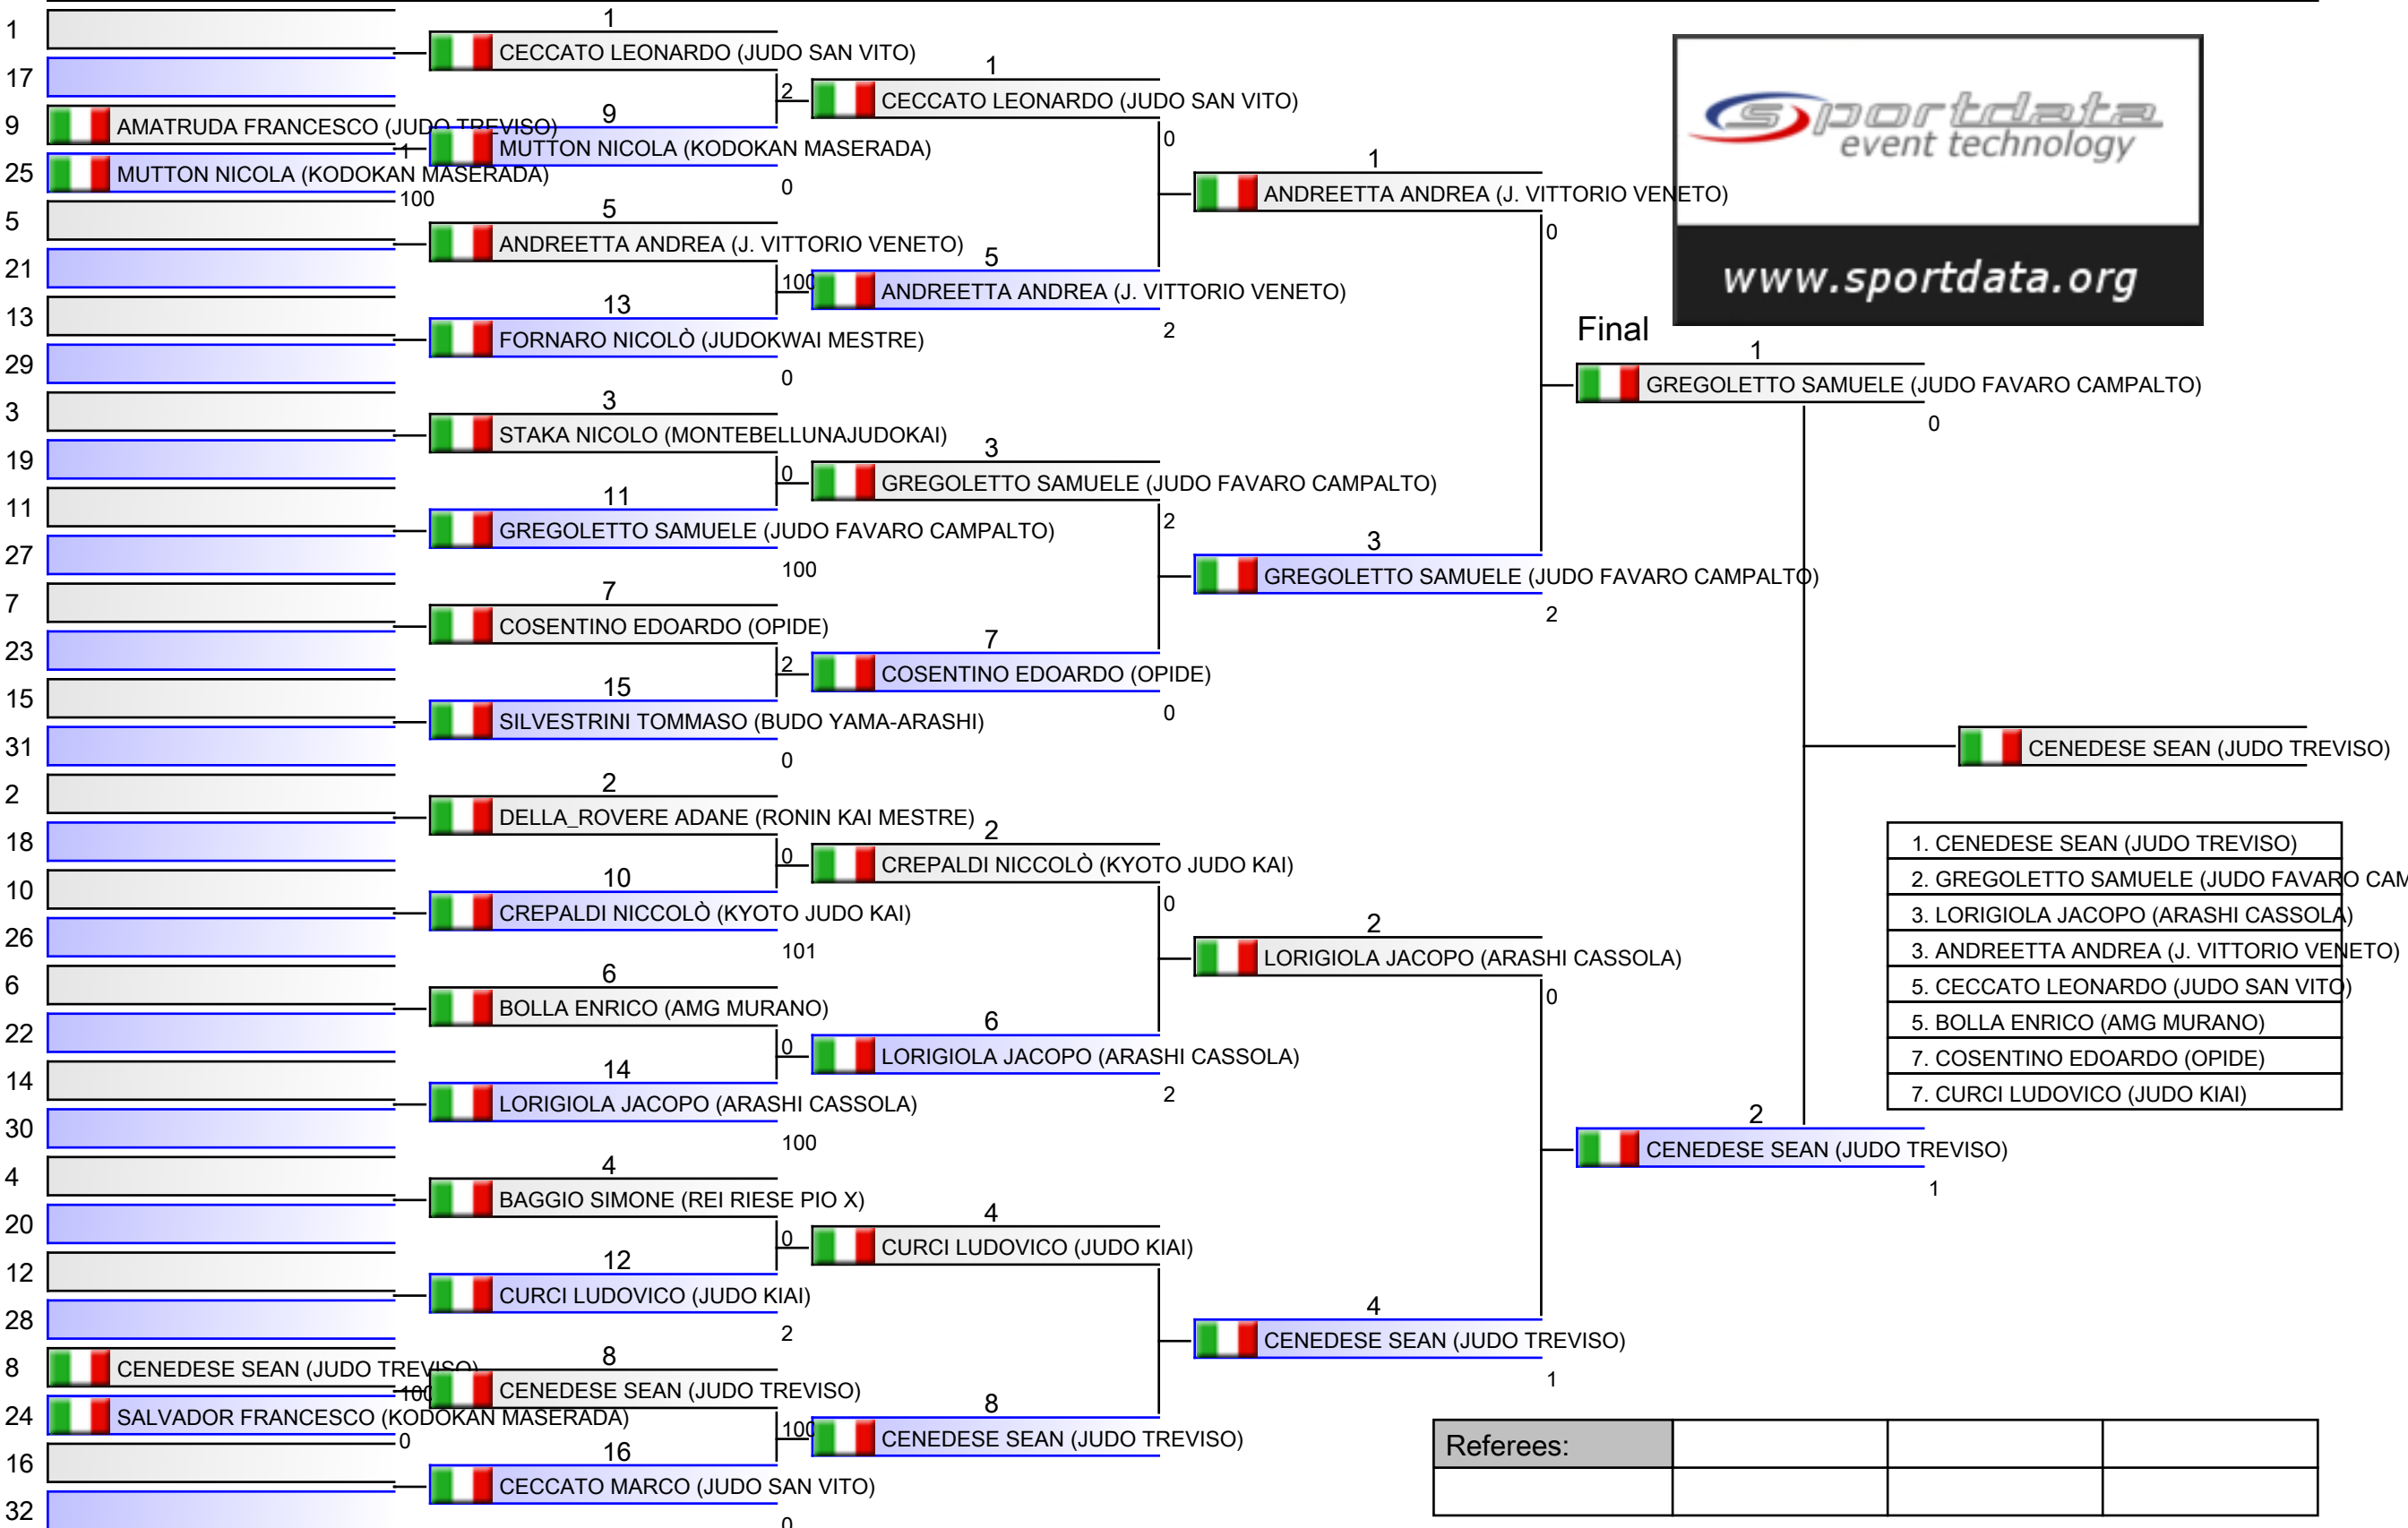 1
17
9 AMATRUDA FRANCESCO (JUDO TREVISO)
1
25 MUTTON NICOLA (KODOKAN MASERADA)
100
5
21
13
29
3
19
11
27
7
23
15
31
2
18
10
26
6
22
14
30
4
20
12
28
8 CENEDESE SEAN (JUDO TREVISO)
100
24 SALVADOR FRANCESCO (KODOKAN MASERADA)
0
16
32
1
CECCATO LEONARDO (JUDO SAN VITO)
2
9
MUTTON NICOLA (KODOKAN MASERADA)
0
5
ANDREETTA ANDREA (J. VITTORIO VENETO)
100
13
FORNARO NICOLÒ (JUDOKWAI MESTRE)
0
3
STAKA NICOLO (MONTEBELLUNAJUDOKAI)
0
11
GREGOLETTO SAMUELE (JUDO FAVARO CAMPALTO)
100
7
COSENTINO EDOARDO (OPIDE)
2
15
SILVESTRINI TOMMASO (BUDO YAMA-ARASHI)
0
2
DELLA_ROVERE ADANE (RONIN KAI MESTRE)
0
10
CREPALDI NICCOLÒ (KYOTO JUDO KAI)
101
6
BOLLA ENRICO (AMG MURANO)
0
14
LORIGIOLA JACOPO (ARASHI CASSOLA)
100
4
BAGGIO SIMONE (REI RIESE PIO X)
0
12
CURCI LUDOVICO (JUDO KIAI)
2
8
CENEDESE SEAN (JUDO TREVISO)
100
16
CECCATO MARCO (JUDO SAN VITO)
0
1
CECCATO LEONARDO (JUDO SAN VITO)
0
5
ANDREETTA ANDREA (J. VITTORIO VENETO)
2
3
GREGOLETTO SAMUELE (JUDO FAVARO CAMPALTO)
2
7
COSENTINO EDOARDO (OPIDE)
0
2
CREPALDI NICCOLÒ (KYOTO JUDO KAI)
0
6
LORIGIOLA JACOPO (ARASHI CASSOLA)
2
4
CURCI LUDOVICO (JUDO KIAI)
8
CENEDESE SEAN (JUDO TREVISO)
1
ANDREETTA ANDREA (J. VITTORIO VENETO)
0
3
GREGOLETTO SAMUELE (JUDO FAVARO CAMPALTO)
2
2
LORIGIOLA JACOPO (ARASHI CASSOLA)
0
4
CENEDESE SEAN (JUDO TREVISO)
1
sportdata
event technology
www.sportdata.org
Final
1
GREGOLETTO SAMUELE (JUDO FAVARO CAMPALTO)
0
2
CENEDESE SEAN (JUDO TREVISO)
1
CENEDESE SEAN (JUDO TREVISO)
1. CENEDESE SEAN (JUDO TREVISO)
2. GREGOLETTO SAMUELE (JUDO FAVARO CAM
3. LORIGIOLA JACOPO (ARASHI CASSOLA)
3. ANDREETTA ANDREA (J. VITTORIO VENETO)
5. CECCATO LEONARDO (JUDO SAN VITO)
5. BOLLA ENRICO (AMG MURANO)
7. COSENTINO EDOARDO (OPIDE)
7. CURCI LUDOVICO (JUDO KIAI)
Referees: